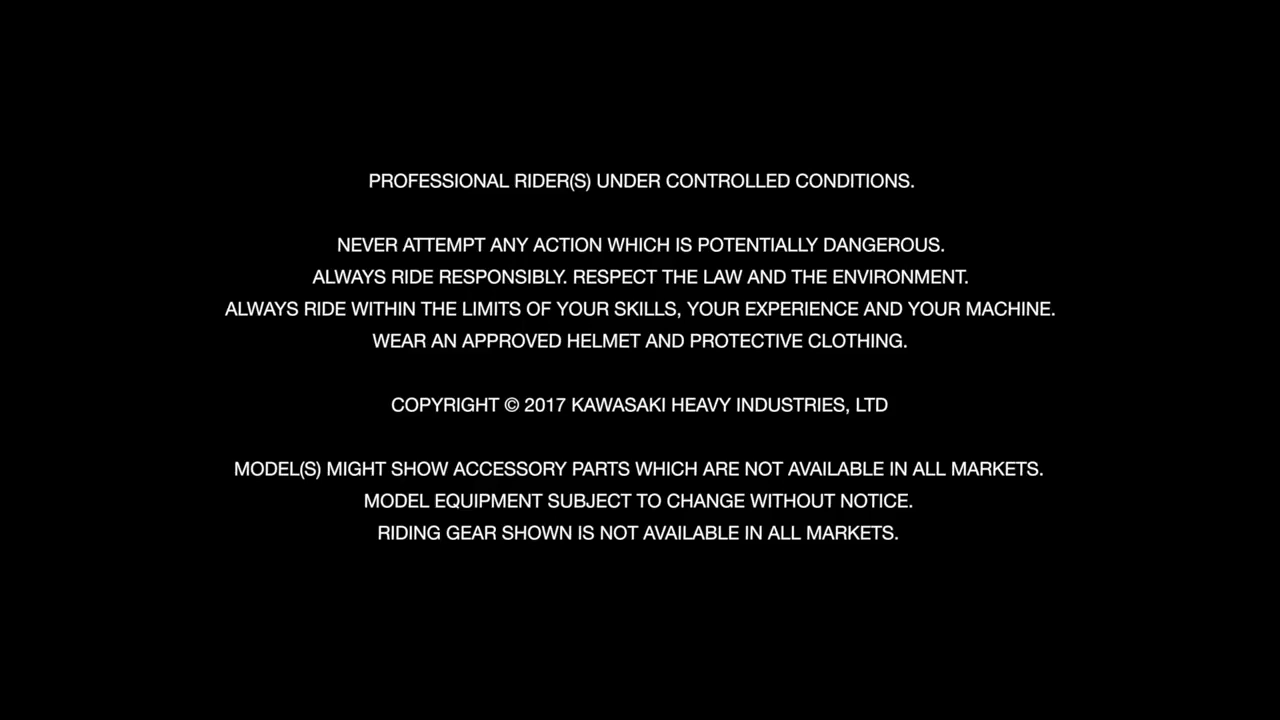 PROFESSIONAL RIDER(S) UNDER CONTROLLED CONDITIONS.
NEVER ATTEMPT ANY ACTION WHICH IS POTENTIALLY DANGEROUS.
ALWAYS RIDE RESPONSIBLY. RESPECT THE LAW AND THE ENVIRONMENT.
ALWAYS RIDE WITHIN THE LIMITS OF YOUR SKILLS, YOUR EXPERIENCE AND YOUR MACHINE.
WEAR AN APPROVED HELMET AND PROTECTIVE CLOTHING.
COPYRIGHT © 2017 KAWASAKI HEAVY INDUSTRIES, LTD
MODEL(S) MIGHT SHOW ACCESSORY PARTS WHICH ARE NOT AVAILABLE IN ALL MARKETS.
MODEL EQUIPMENT SUBJECT TO CHANGE WITHOUT NOTICE.
RIDING GEAR SHOWN IS NOT AVAILABLE IN ALL MARKETS.